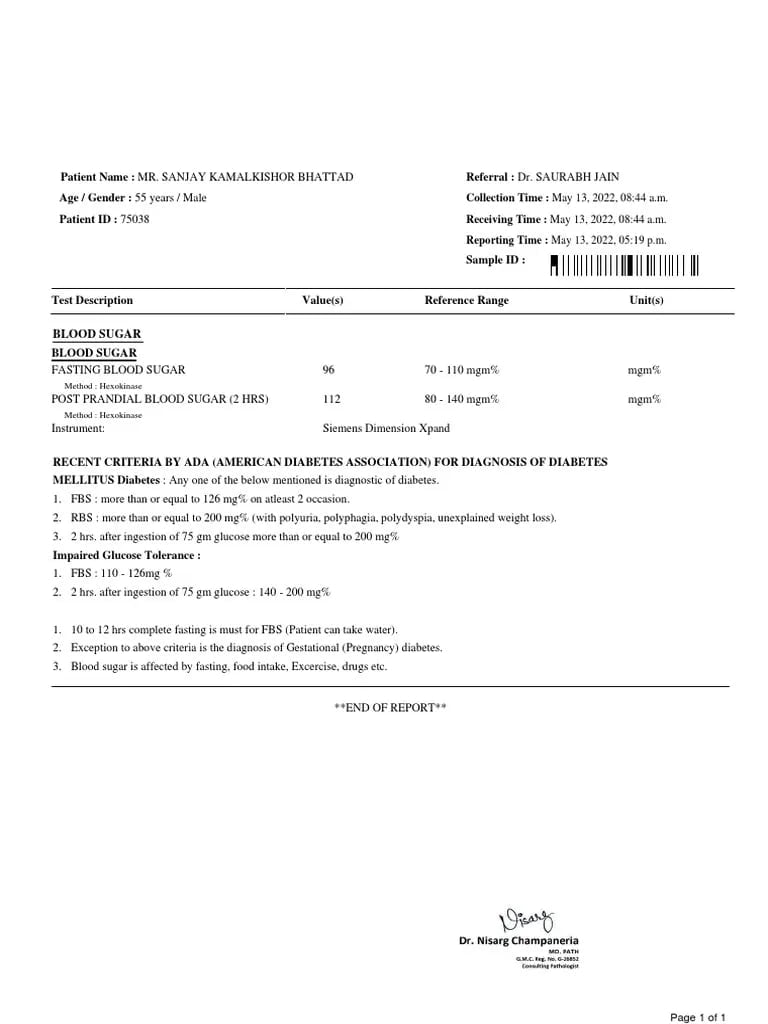 Patient Name : MR. SANJAY KAMALKISHOR BHATTAD
Referral : Dr. SAURABH JAIN
Age / Gender : 55 years / Male
Collection Time : May 13, 2022, 08:44 a.m.
Patient ID : 75038
Receiving Time : May 13, 2022, 08:44 a.m.
Reporting Time : May 13, 2022, 05:19 p.m.
Sample ID :
Test Description Value(s) Reference Range Unit(s)
BLOOD SUGAR
BLOOD SUGAR
FASTING BLOOD SUGAR 96 70 - 110 mgm% mgm%
Method : Hexokinase
POST PRANDIAL BLOOD SUGAR (2 HRS) 112 80 - 140 mgm% mgm%
Method : Hexokinase
Instrument: Siemens Dimension Xpand
RECENT CRITERIA BY ADA (AMERICAN DIABETES ASSOCIATION) FOR DIAGNOSIS OF DIABETES
MELLITUS Diabetes : Any one of the below mentioned is diagnostic of diabetes.
1. FBS : more than or equal to 126 mg% on atleast 2 occasion.
2. RBS : more than or equal to 200 mg% (with polyuria, polyphagia, polydyspia, unexplained weight loss).
3. 2 hrs. after ingestion of 75 gm glucose more than or equal to 200 mg%
Impaired Glucose Tolerance :
1. FBS : 110 - 126mg %
2. 2 hrs. after ingestion of 75 gm glucose : 140 - 200 mg%
1. 10 to 12 hrs complete fasting is must for FBS (Patient can take water).
2. Exception to above criteria is the diagnosis of Gestational (Pregnancy) diabetes.
3. Blood sugar is affected by fasting, food intake, Excercise, drugs etc.
**END OF REPORT**
Nisarg
Dr. Nisarg Champaneria
MD. PATH
G.M.C. Reg. No. G-26852
Consulting Pathologist
Page 1 of 1